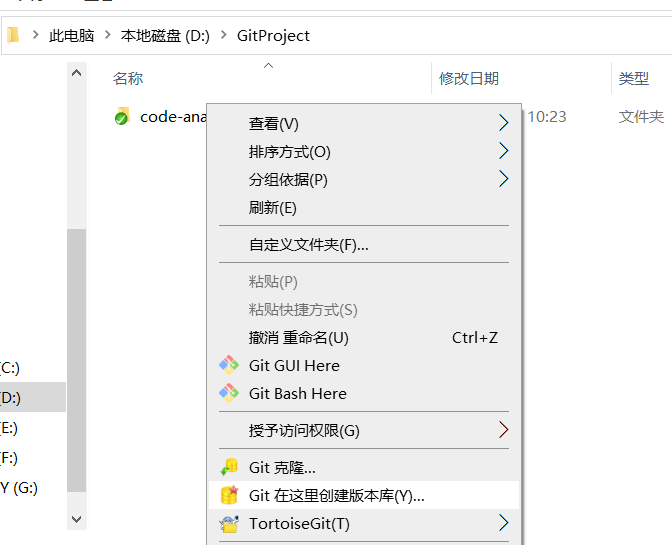 此电脑 > 本地磁盘 (D:) > GitProject
名称 修改日期 类型
code-ana 10:23 文件夹
查看(V)
排序方式(O)
分组依据(P)
刷新(E)
自定义文件夹(F)...
粘贴(P)
粘贴快捷方式(S)
撤消 重命名(U) Ctrl+Z
Git GUI Here
(C:)
Git Bash Here
(D:)
授予访问权限(G)
(E:)
(F:)
Git 克隆...
Y (G:)
Git 在这里创建版本库(Y)...
TortoiseGit(T)